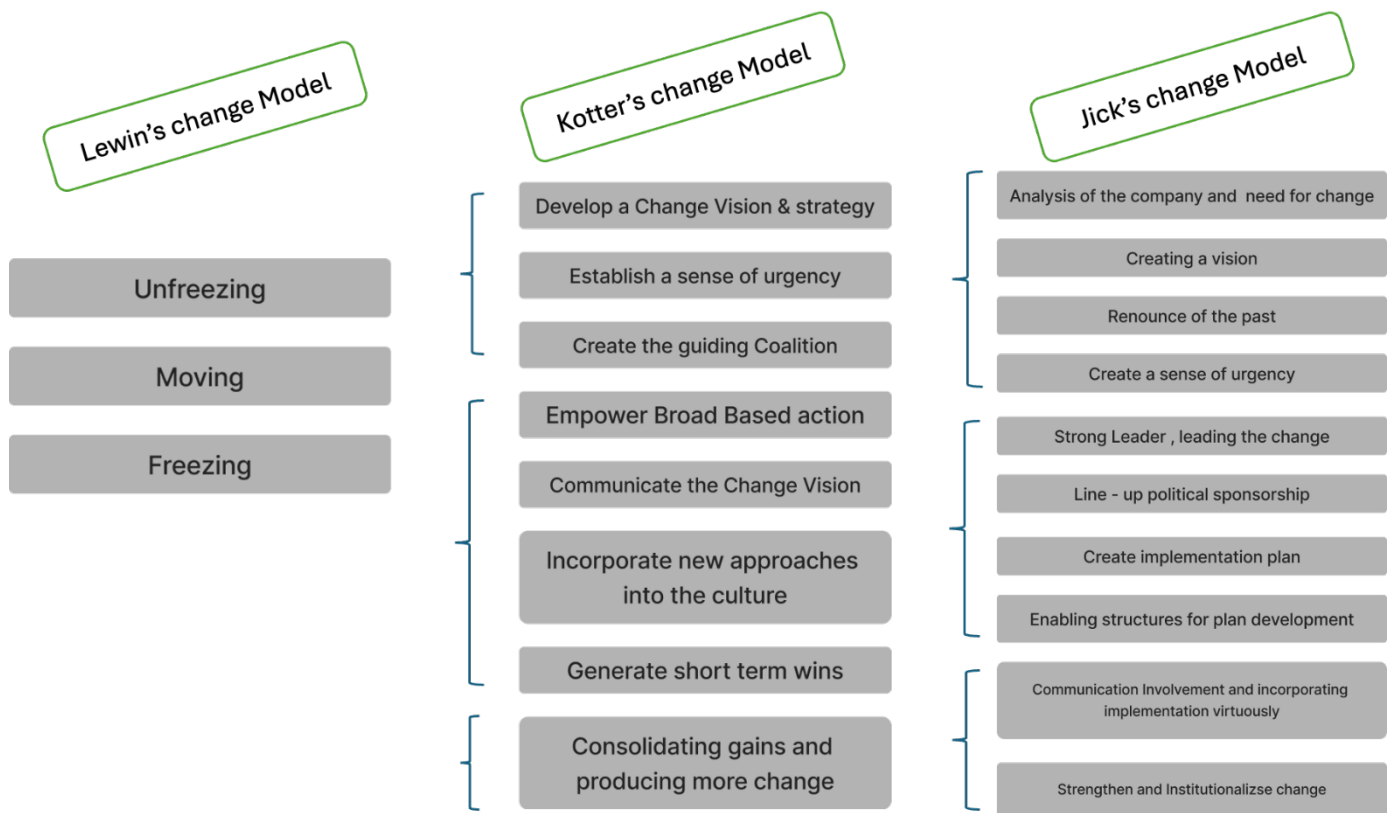 Lewin's change Model
Unfreezing
Moving
Freezing
Kotter's change Model
Develop a Change Vision & strategy
Establish a sense of urgency
Create the guiding Coalition
Empower Broad Based action
Communicate the Change Vision
Incorporate new approaches
into the culture
Generate short term wins
Consolidating gains and
producing more change
Jick's change Model
Analysis of the company and need for change
Creating a vision
Renounce of the past
Create a sense of urgency
Strong Leader , leading the change
Line - up political sponsorship
Create implementation plan
Enabling structures for plan development
Communication Involvement and incorporating
implementation virtuously
Strengthen and Institutionalizse change